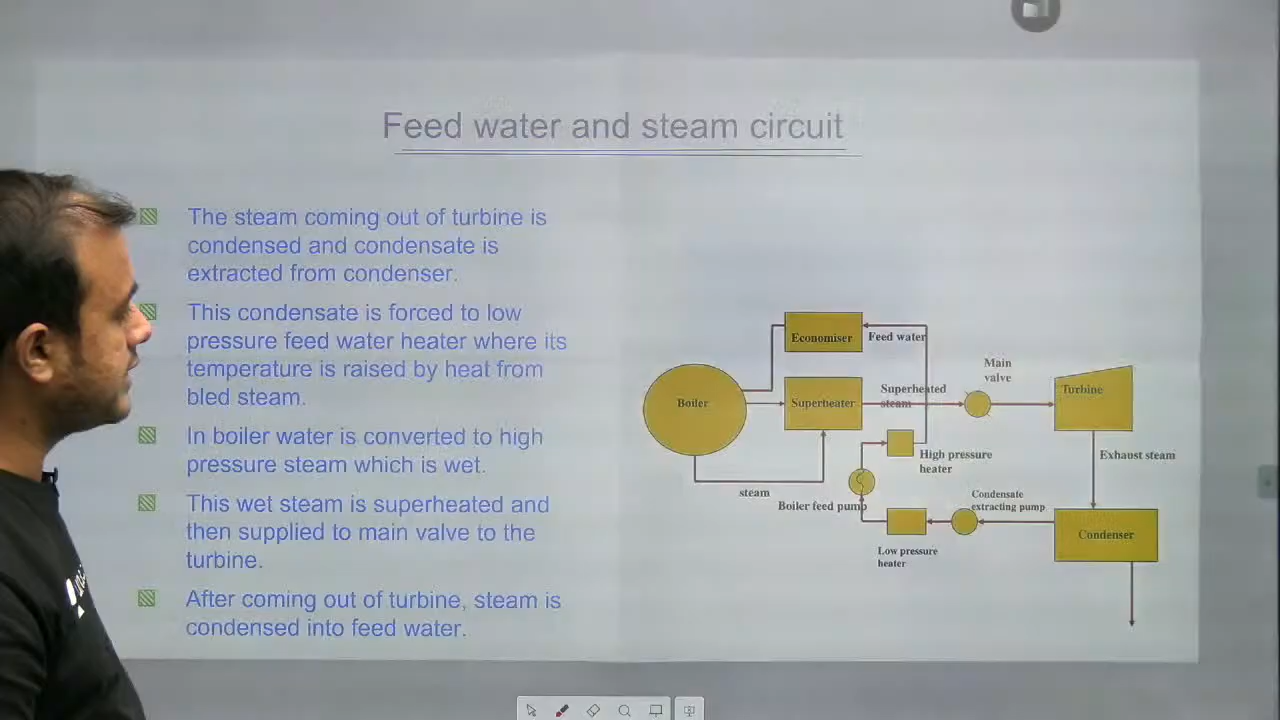 Feed water and steam circuit
The steam coming out of turbine is
condensed and condensate is
extracted from condenser.
This condensate is forced to low
pressure feed water heater where its
temperature is raised by heat from
bled steam.
In boiler water is converted to high
pressure steam which is wet.
This wet steam is superheated and
then supplied to main valve to the
turbine.
After coming out of turbine, steam is
condensed into feed water.
Economiser
Feed water
Main
valve
Boiler
Superheater
Superheated
steam
Turbine
High pressure
heater
Exhaust steam
steam
Boiler feed pump
Condensate
extracting pump
Condenser
Low pressure
heater